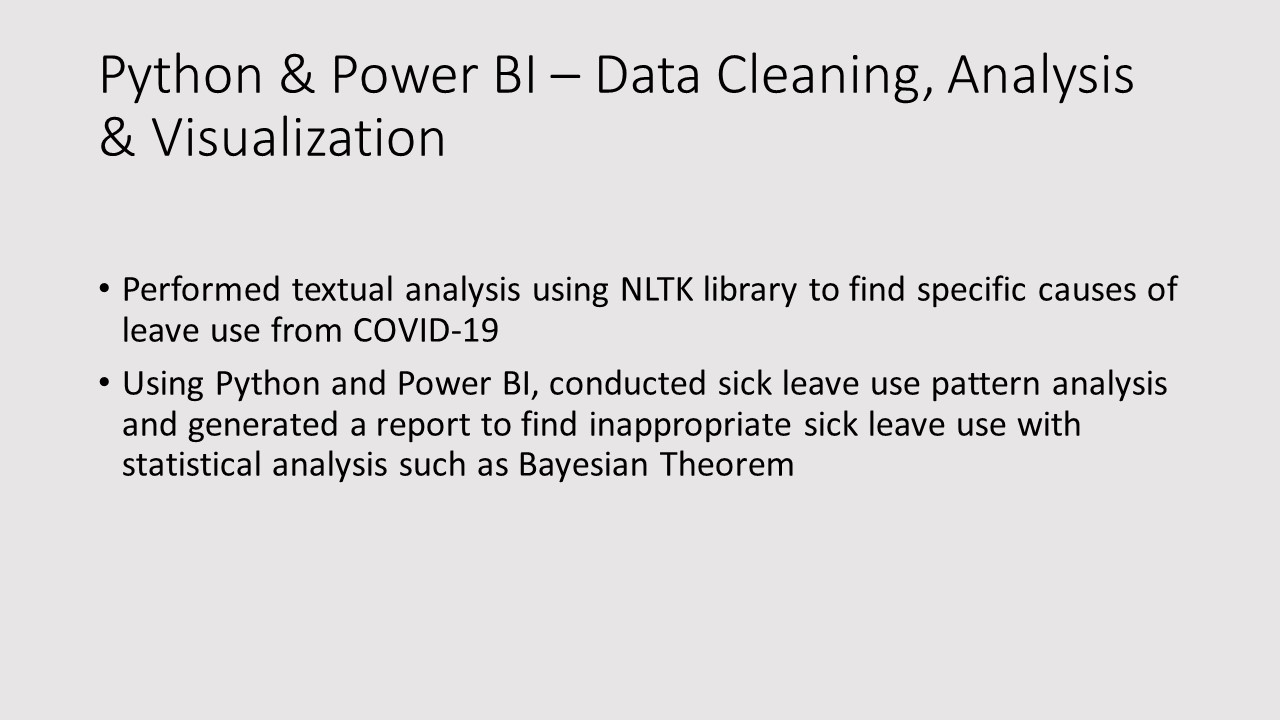 Python & Power BI – Data Cleaning, Analysis
& Visualization
• Performed textual analysis using NLTK library to find specific causes of
leave use from COVID-19
• Using Python and Power BI, conducted sick leave use pattern analysis
and generated a report to find inappropriate sick leave use with
statistical analysis such as Bayesian Theorem